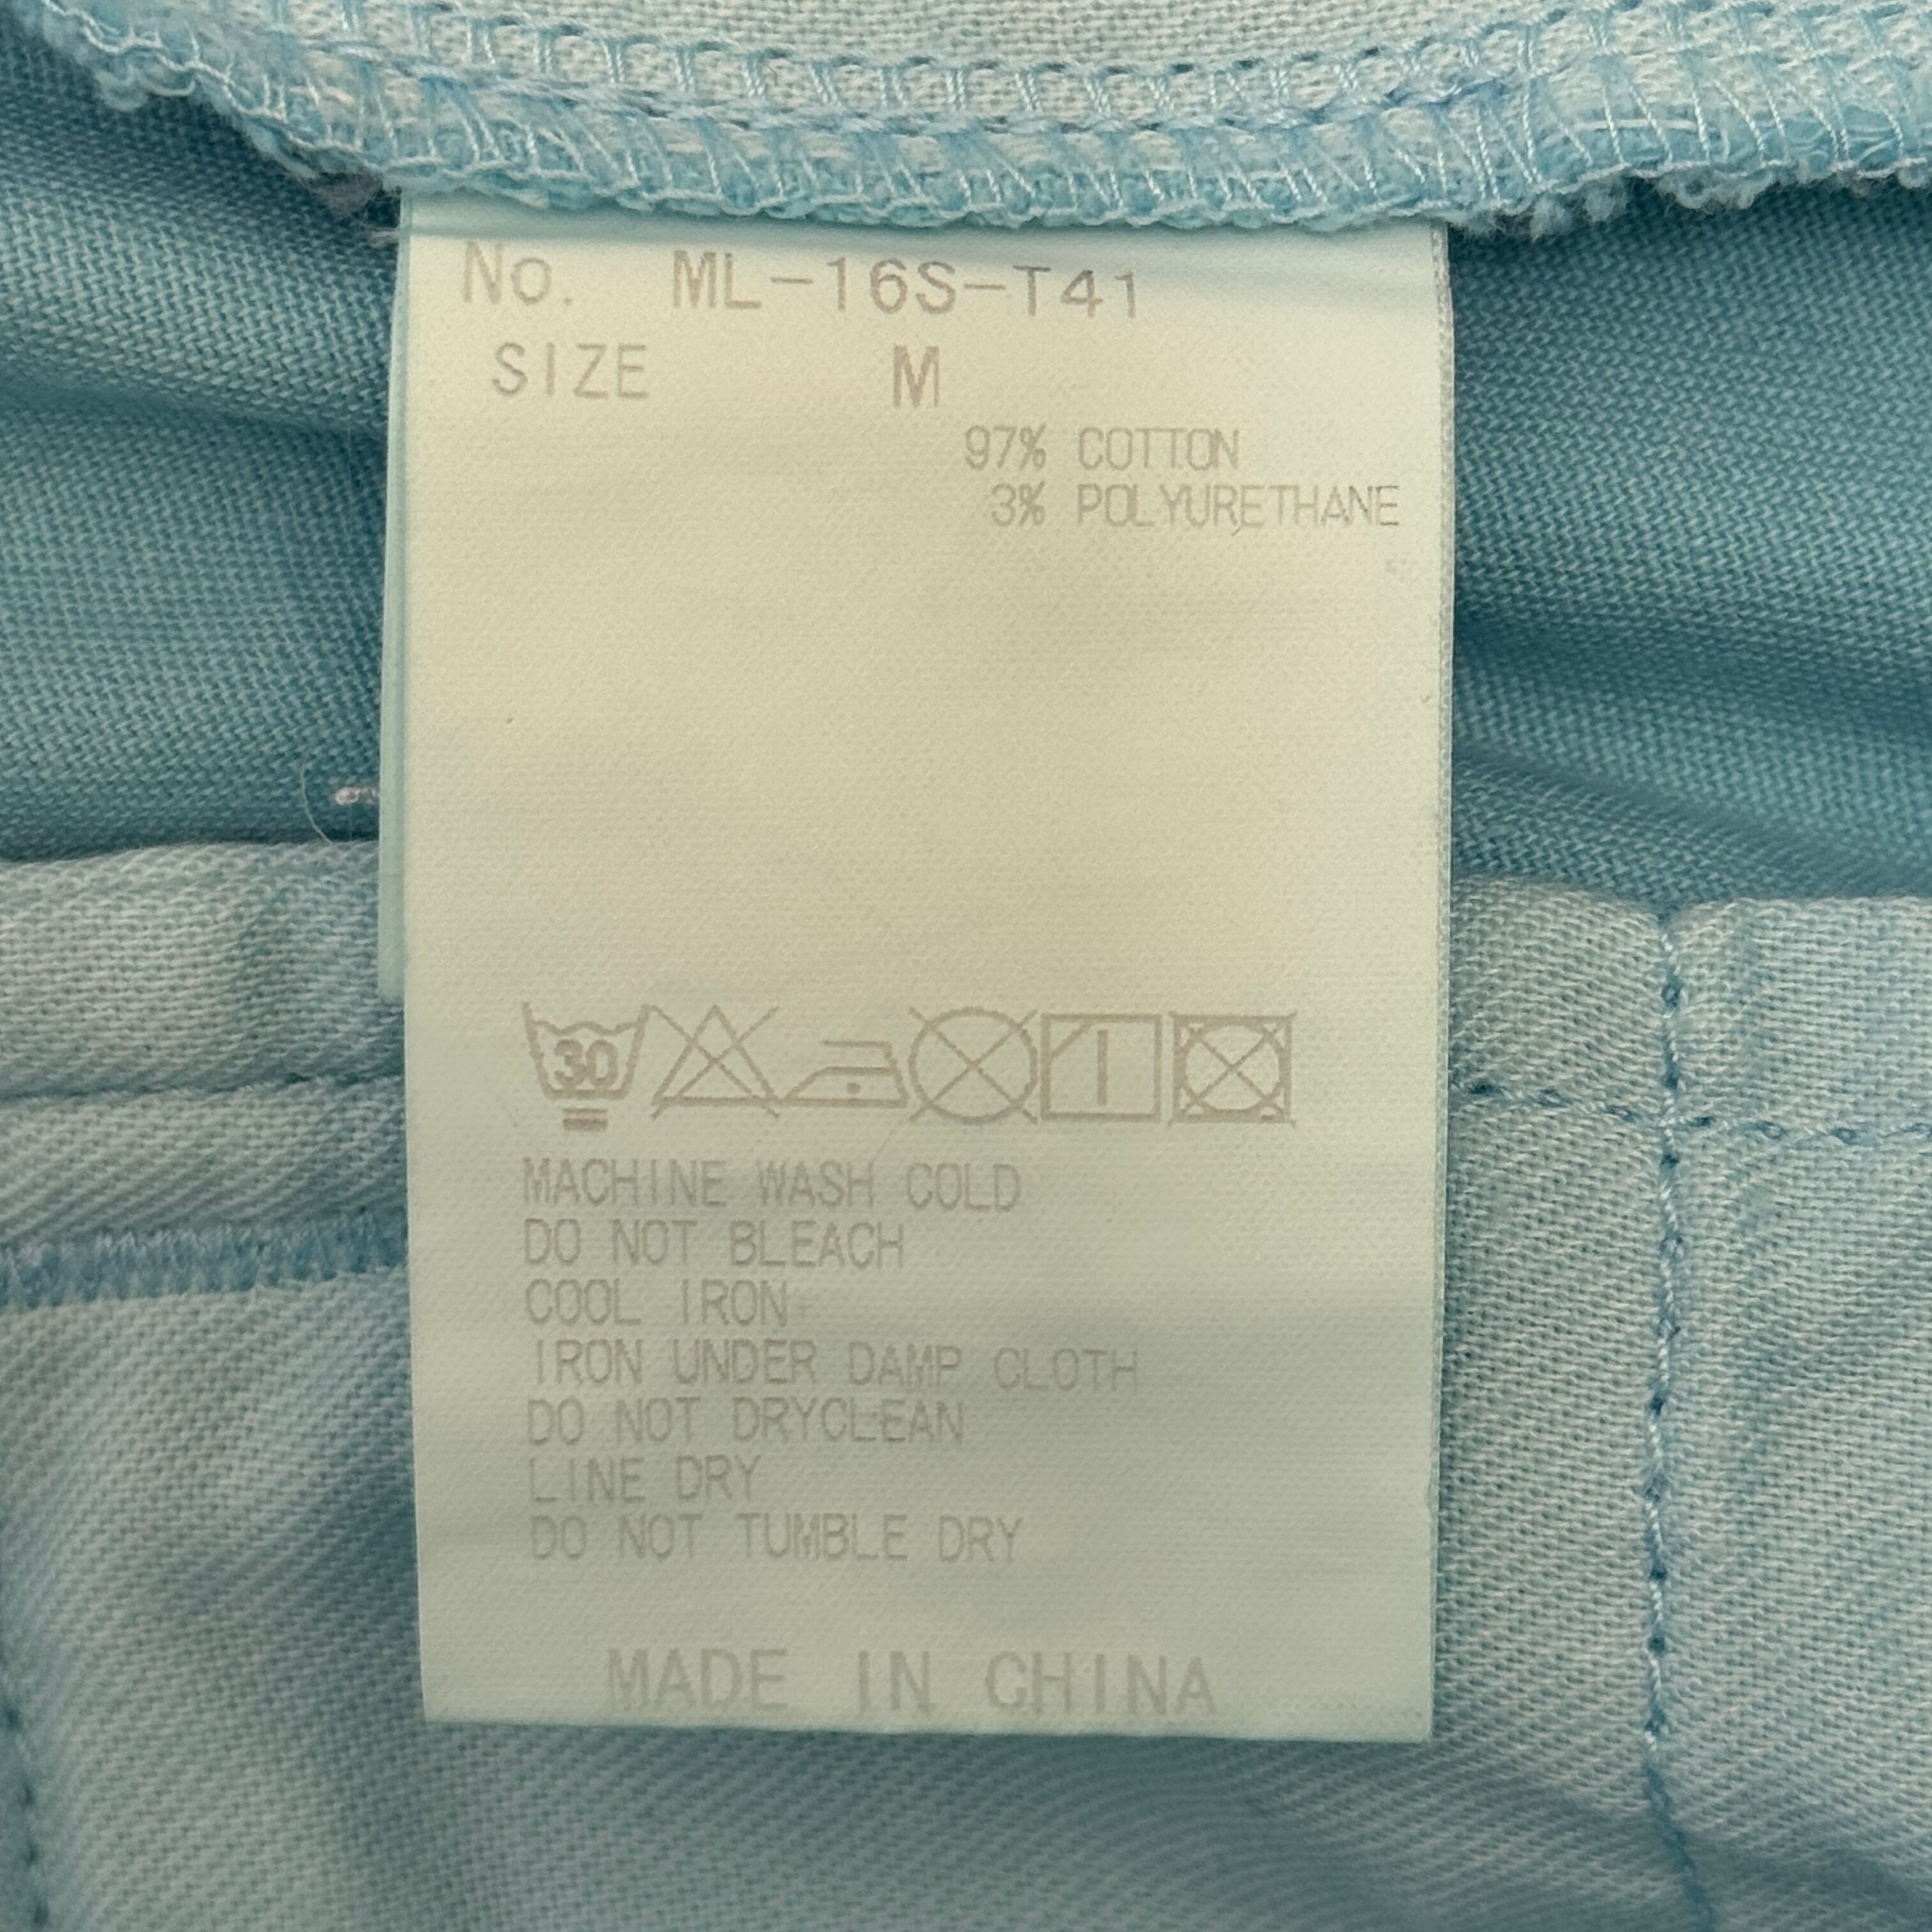 No. ML-16S-T41
SIZE M
97% COTTON
3% POLYURETHANE
30
MACHINE WASH COLD
DO NOT BLEACH
COOL IRON
IRON UNDER DAMP CLOTH
DO NOT DRYCLEAN
LINE DRY
DO NOT TUMBLE DRY
MADE IN CHINA